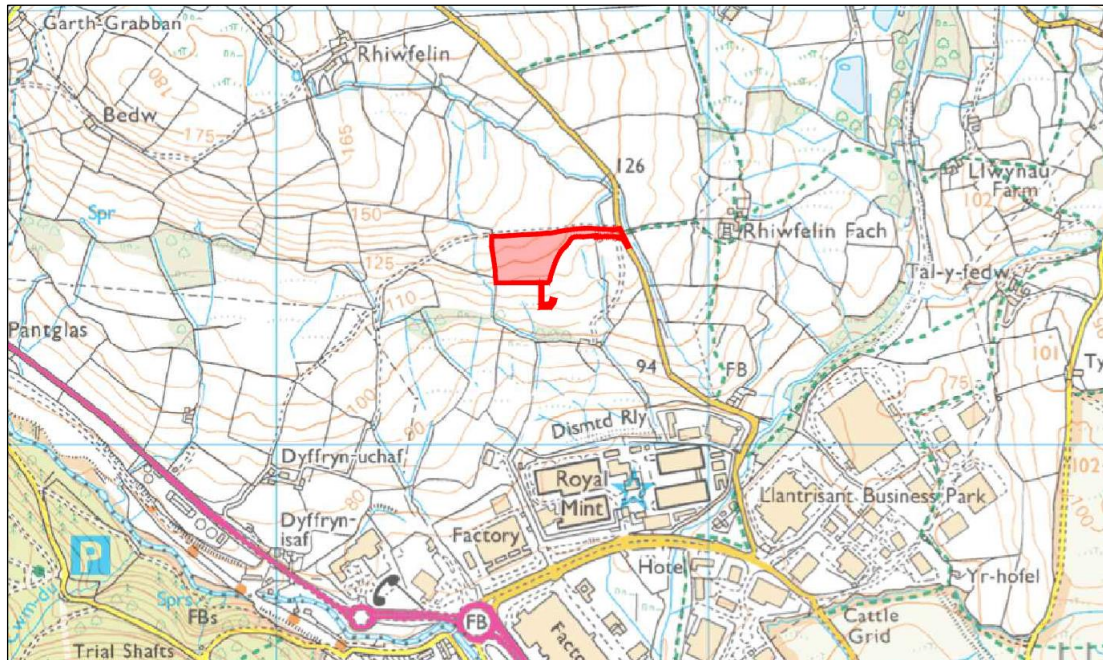 Garth-Grabban
Rhiwfelin
180
Bedw
175
165
126
Llwynau
Farm
102
Spr
150
Rhiwfelin Fach
125
Tal-y-fedw
110
Pantglas
94
FB
101
75
Ty
100
90
Dismtd Rly
Dyffryn-uchaf
Royal
Mint
Llantrisant Business Park
102
100
80
Dyffryn-
isaf
Factory
P
Hotel
Yr-hofel
Cwm-du
Sprs
FBs
FB
Cattle
Grid
Trial Shafts